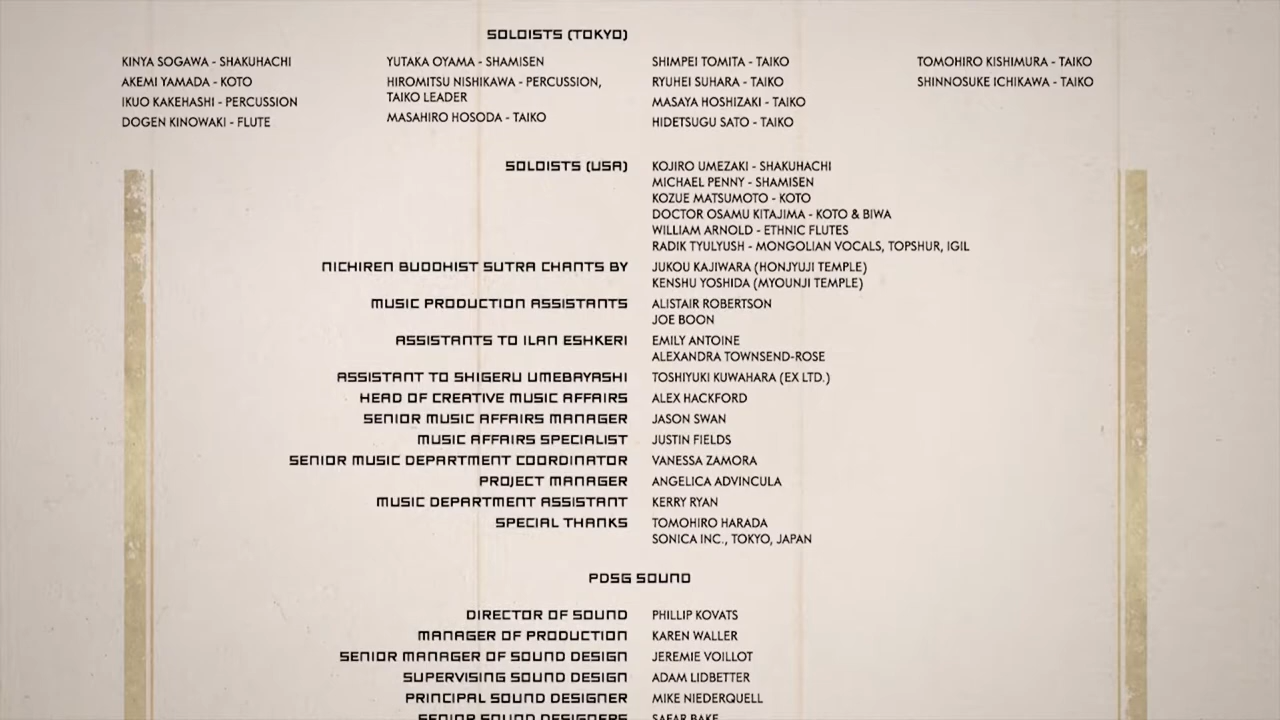 SOLOISTS (TOKYO)
KINYA SOGAWA - SHAKUHACHI
AKEMI YAMADA - KOTO
IKUO KAKEHASHI - PERCUSSION
DOGEN KINOWAKI - FLUTE
YUTAKA OYAMA - SHAMISEN
HIROMITSU NISHIKAWA - PERCUSSION,
TAIKO LEADER
MASAHIRO HOSODA - TAIKO
SHIMPEI TOMITA - TAIKO
RYUHEI SUHARA - TAIKO
MASAYA HOSHIZAKI - TAIKO
HIDETSUGU SATO - TAIKO
TOMOHIRO KISHIMURA - TAIKO
SHINNOSUKE ICHIKAWA - TAIKO
SOLOISTS (USA) KOJIRO UMEZAKI - SHAKUHACHI
MICHAEL PENNY - SHAMISEN
KOZUE MATSUMOTO - KOTO
DOCTOR OSAMU KITAJIMA - KOTO & BIWA
WILLIAM ARNOLD - ETHNIC FLUTES
RADIK TYULYUSH - MONGOLIAN VOCALS, TOPSHUR, IGIL
NICHIREN BUDDHIST SUTRA CHANTS BY JUKOU KAJIWARA (HONJYUJI TEMPLE)
KENSHU YOSHIDA (MYOUNJI TEMPLE)
MUSIC PRODUCTION ASSISTANTS ALISTAIR ROBERTSON
JOE BOON
ASSISTANTS TO ILAN ESHKERI EMILY ANTOINE
ALEXANDRA TOWNSEND-ROSE
ASSISTANT TO SHIGERU UMEBAYASHI TOSHIYUKI KUWAHARA (EX LTD.)
HEAD OF CREATIVE MUSIC AFFAIRS ALEX HACKFORD
SENIOR MUSIC AFFAIRS MANAGER JASON SWAN
MUSIC AFFAIRS SPECIALIST JUSTIN FIELDS
SENIOR MUSIC DEPARTMENT COORDINATOR VANESSA ZAMORA
PROJECT MANAGER ANGELICA ADVINCULA
MUSIC DEPARTMENT ASSISTANT KERRY RYAN
SPECIAL THANKS TOMOHIRO HARADA
SONICA INC., TOKYO, JAPAN
PDSG SOUND
DIRECTOR OF SOUND PHILLIP KOVATS
MANAGER OF PRODUCTION KAREN WALLER
SENIOR MANAGER OF SOUND DESIGN JEREMIE VOILLOT
SUPERVISING SOUND DESIGN ADAM LIDBETTER
PRINCIPAL SOUND DESIGNER MIKE NIEDERQUELL
SENIOR SOUND DESIGNERS SAFAR BAKE